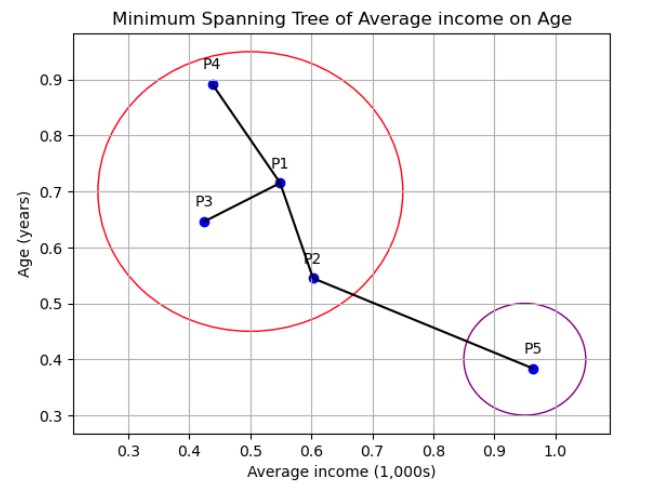 Minimum Spanning Tree of Average income on Age
P4
P1
P3
P2
P5
0.9
0.8
0.7
0.6
0.5
0.4
0.3
Age (years)
0.3 0.4 0.5 0.6 0.7 0.8 0.9 1.0
Average income (1,000s)